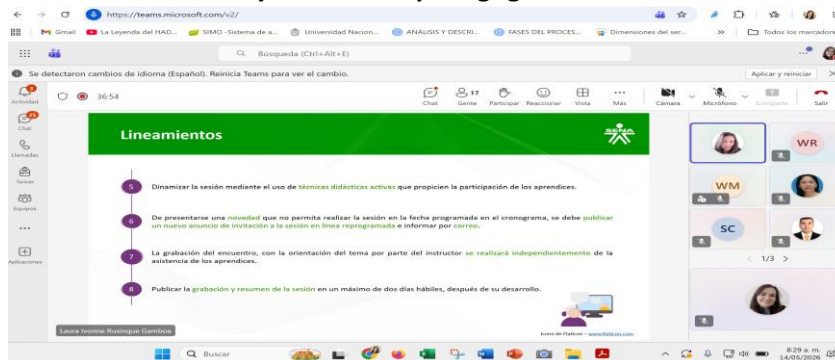 https://teams.microsoft.com/v2/
Gmail
La Leyenda del HAD...
SIMO -Sistema de a...
Universidad Nacion...
ANÁLISIS Y DESCRI...
FASES DEL PROCES...
Dimensiones del ser...
Todos los marcadores
Búsqueda (Ctrl+Alt+E)
Se detectaron cambios de idioma (Español). Reinicia Teams para ver el cambio.
Aplicar y reiniciar
Actividad
Chat
Llamadas
Tareas
Equipos
Aplicaciones
36:54
Chat
Gente 17
Participar
Reaccionar
Vista
Más
Cámara
Micrófono
Compartir
Salir
Lineamientos
SENA
5 Dinamizar la sesión mediante el uso de técnicas didácticas activas que propicien la participación de los aprendices.
6 De presentarse una novedad que no permita realizar la sesión en la fecha programada en el cronograma, se debe publicar
un nuevo anuncio de invitación a la sesión en línea reprogramada e informar por correo.
7 La grabación del encuentro, con la orientación del tema por parte del instructor se realizará independientemente de la
asistencia de los aprendices.
8 Publicar la grabación y resumen de la sesión en un máximo de dos días hábiles, después de su desarrollo.
Icono de Flaticon – www.flaticon.com
Laura Ivonne Rusinque Gamboa
WR
WM
SC
1/3
Buscar
8:29 a. m.
14/05/2026